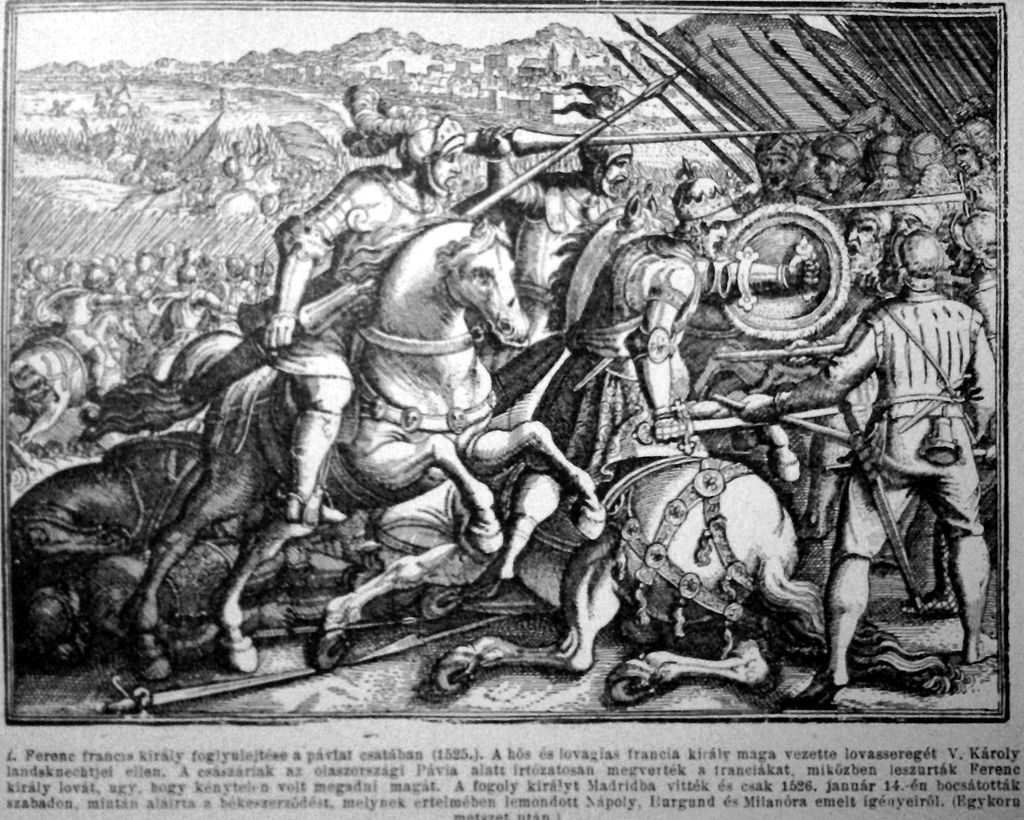 I. Ferenc francia király foglyulejtése a páviai csatában (1525.). A hős és lovagias francia király maga vezette lovasseregét V. Károly
landsknechtjei ellen. A császáriak az olaszországi Pávia alatt irtózatosan megverték a franciákat, miközben leszurták Ferenc
király lovát, ugy, hogy kénytelen volt megadni magát. A fogoly királyt Madridba vitték és csak 1526. január 14.-én bocsátották
szabadon, miután aláirta a békeszerződést, melynek értelmében lemondott Nápoly, Burgund és Milanóra emelt igényeiről. (Egykoru
metszet után.)